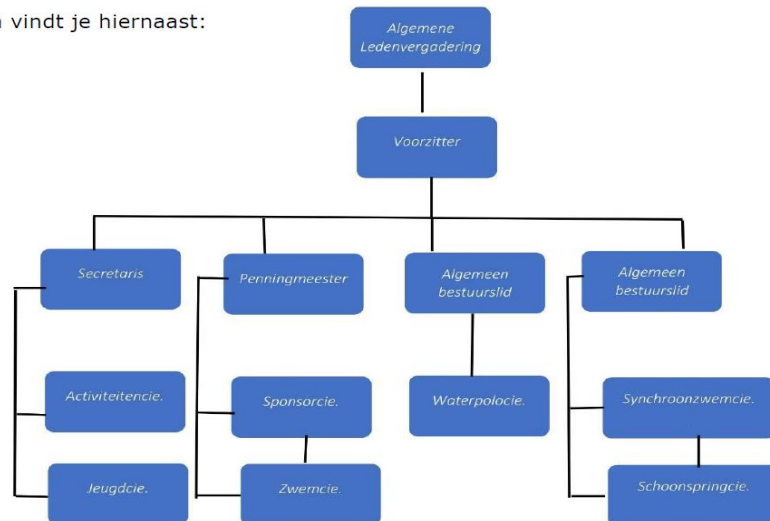 vindt je hiernaast:
Algemene
Ledenvergadering
Voorzitter
Secretaris
Penningmeester
Algemeen
bestuurslid
Algemeen
bestuurslid
Activiteitencie.
Sponsorcie.
Waterpolocie.
Synchroonzwemcie.
Jeugdcie.
Zwemcie.
Schoonspringcie.